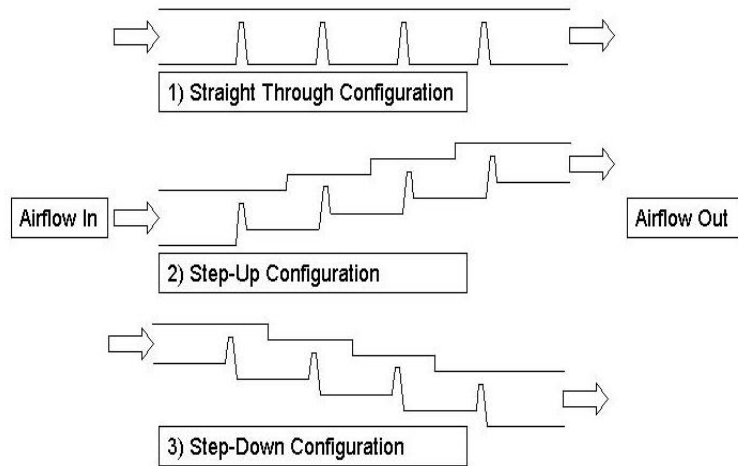 1) Straight Through Configuration
Airflow In
Airflow Out
2) Step-Up Configuration
3) Step-Down Configuration